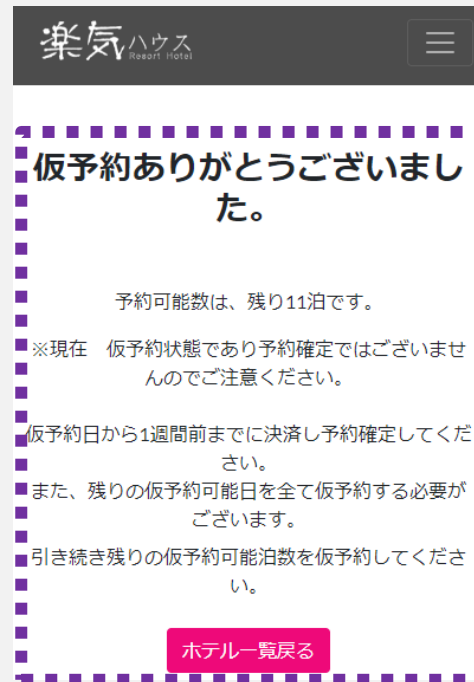 楽気ハウス
Resort Hotel
仮予約ありがとうございまし
た。
予約可能数は、残り11泊です。
※現在　仮予約状態であり予約確定ではございませ
んのでご注意ください。
仮予約日から1週間前までに決済し予約確定してくだ
さい。
また、残りの仮予約可能日を全て仮予約する必要が
ございます。
引き続き残りの仮予約可能泊数を仮予約してくださ
い。
ホテル一覧戻る